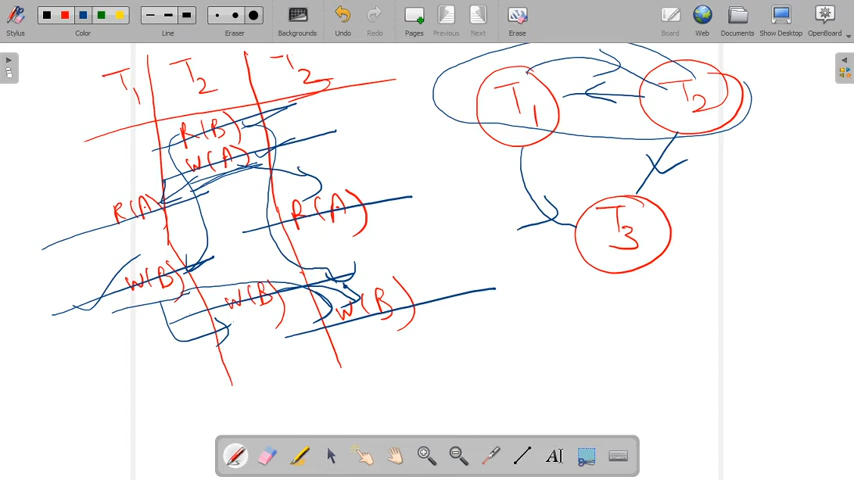 Stylus
Color
Line
Eraser
Backgrounds
Undo
Redo
Pages
Previous
Next
Erase
Board
Web
Documents
Show Desktop
OpenBoard
T1 T2 T2
R(B)
W(A)
R(A) R(A)
W(B)
W(B) W(B)
T1 T2
T3